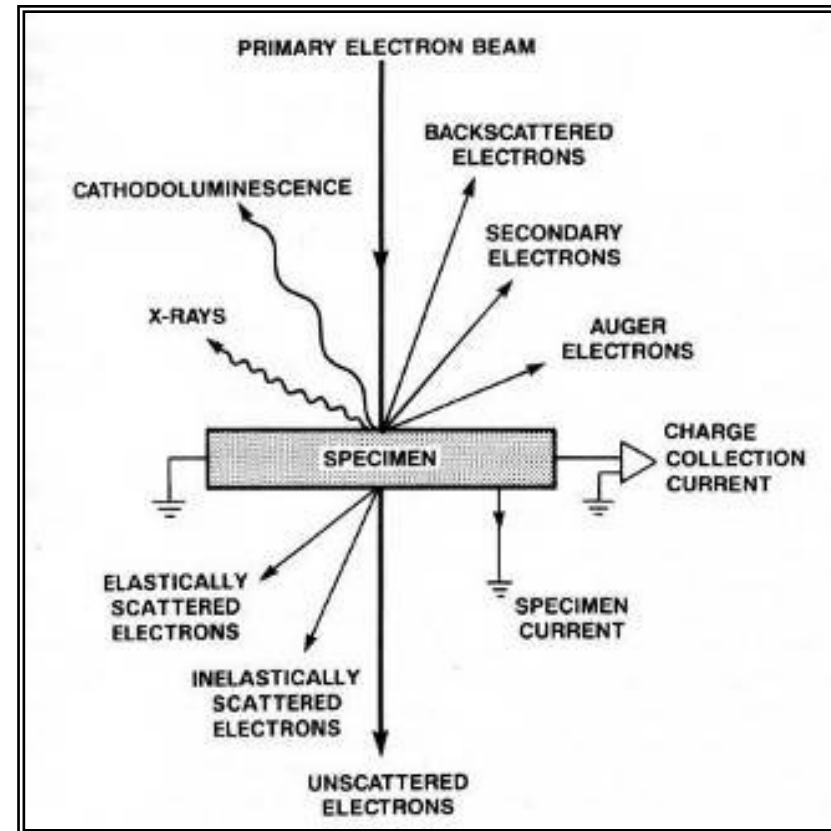 PRIMARY ELECTRON BEAM
BACKSCATTERED
ELECTRONS
CATHODOLUMINESCENCE
SECONDARY
ELECTRONS
X-RAYS
AUGER
ELECTRONS
SPECIMEN
CHARGE
COLLECTION
CURRENT
ELASTICALLY
SCATTERED
ELECTRONS
SPECIMEN
CURRENT
INELASTICALLY
SCATTERED
ELECTRONS
UNSCATTERED
ELECTRONS